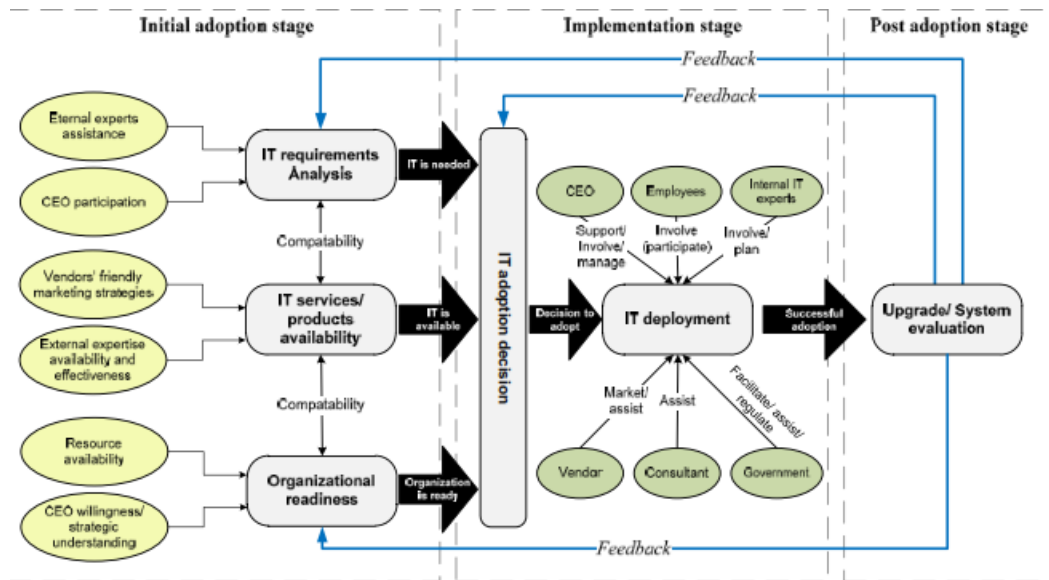 Initial adoption stage
Implementation stage
Post adoption stage
Feedback
Feedback
Eternal experts
assistance
CEO participation
IT requirements
Analysis
IT is needed
Compatability
Vendors' friendly
marketing strategies
External expertise
availability and
effectiveness
IT services/
products
availability
IT is
available
Compatability
Resource
availability
CEO willingness/
strategic
understanding
Organizational
readiness
Organization
is ready
IT adoption decision
Decision to
adopt
CEO
Employees
Internal IT
experts
Support/
Involve/
manage
Involve
(participate)
Involve/
plan
IT deployment
Market/
assist
Assist
Facilitate/ assist/
regulate
Vendor
Consultant
Government
Successful
adoption
Upgrade/ System
evaluation
Feedback